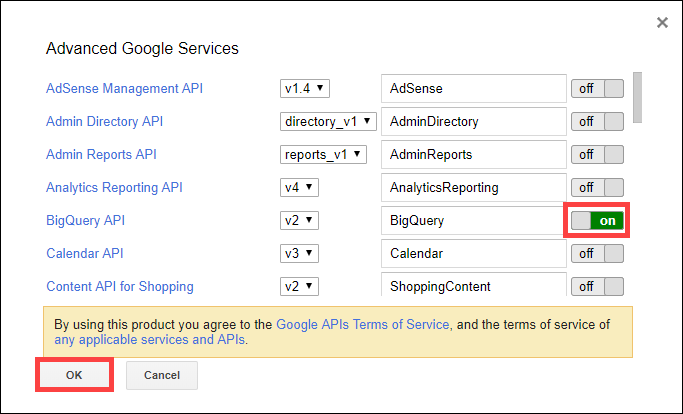 Advanced Google Services
AdSense Management API v1.4 AdSense off
Admin Directory API directory_v1 AdminDirectory off
Admin Reports API reports_v1 AdminReports off
Analytics Reporting API v4 AnalyticsReporting off
BigQuery API v2 BigQuery on
Calendar API v3 Calendar off
Content API for Shopping v2 ShoppingContent off
By using this product you agree to the Google APIs Terms of Service, and the terms of service of
any applicable services and APIs.
OK Cancel